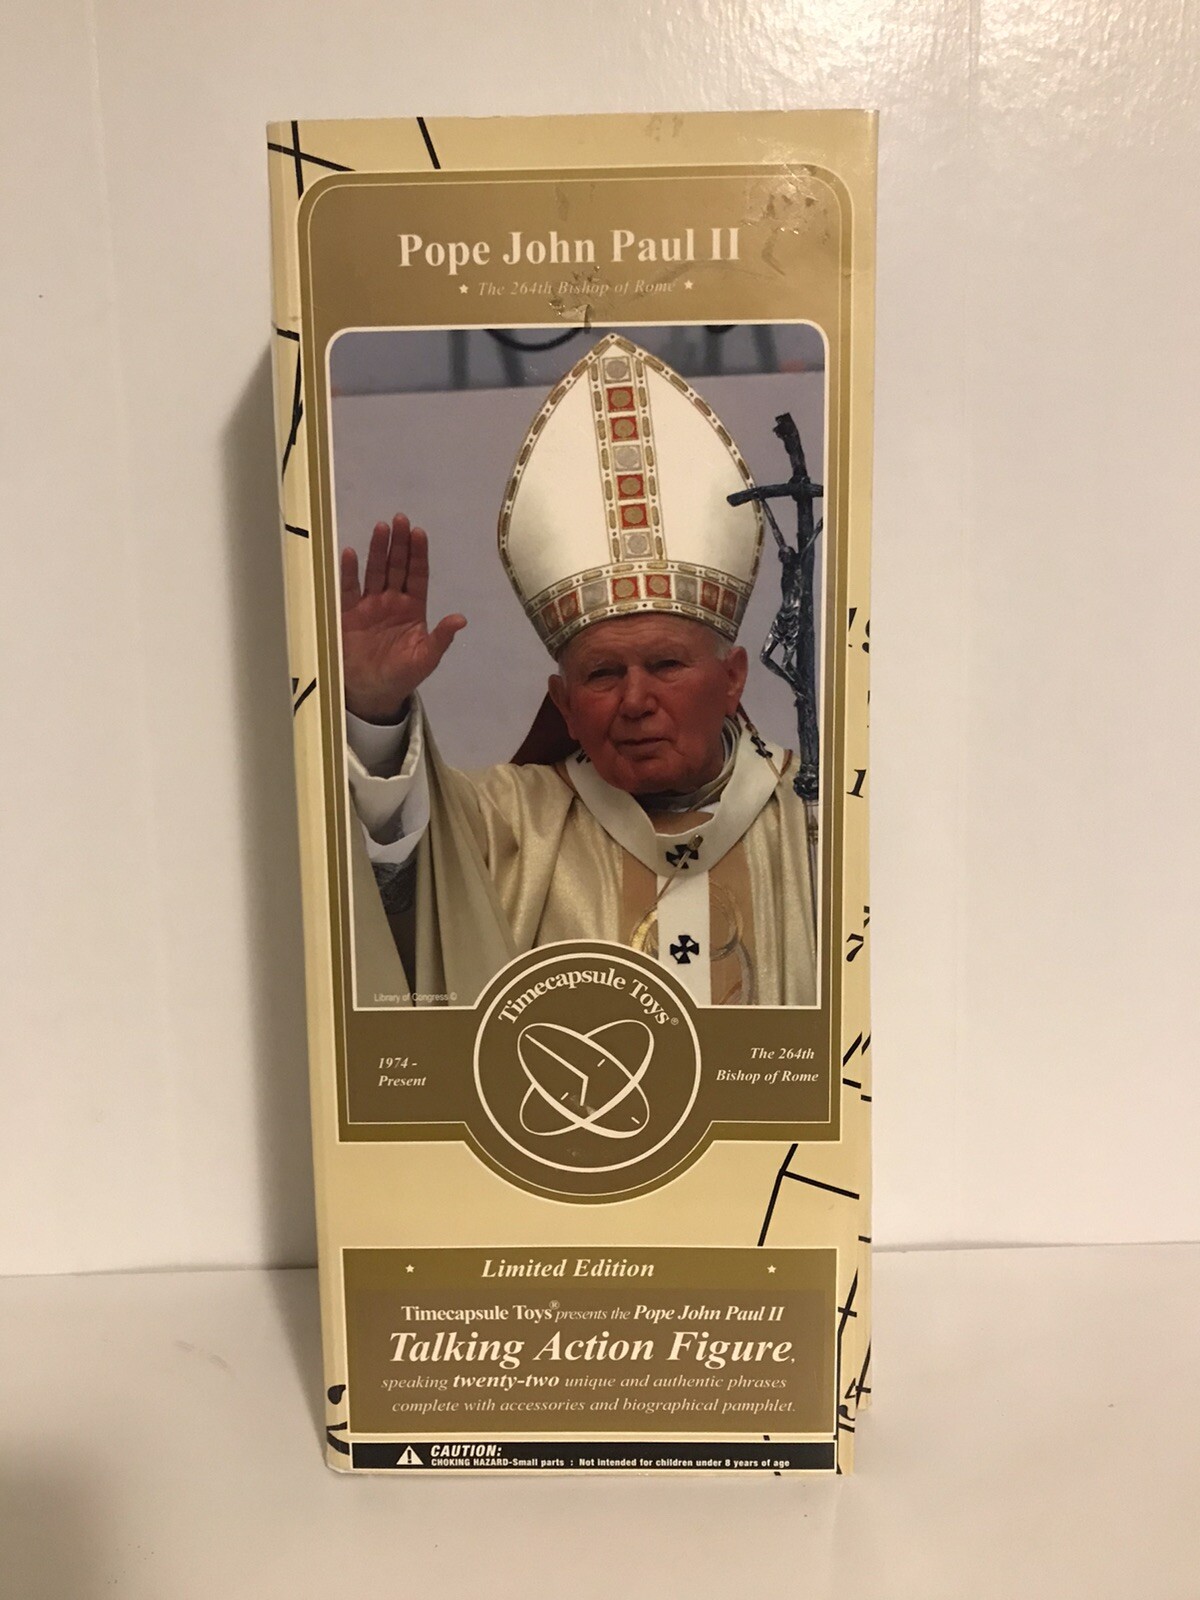 Pope John Paul II
★ The 264th Bishop of Rome ★
Library of Congress ©
Timecapsule Toys®
1974 -
Present
The 264th
Bishop of Rome
Limited Edition
Timecapsule Toys® presents the Pope John Paul II
Talking Action Figure,
speaking twenty-two unique and authentic phrases
complete with accessories and biographical pamphlet.
CAUTION:
CHOKING HAZARD-Small parts : Not intended for children under 8 years of age